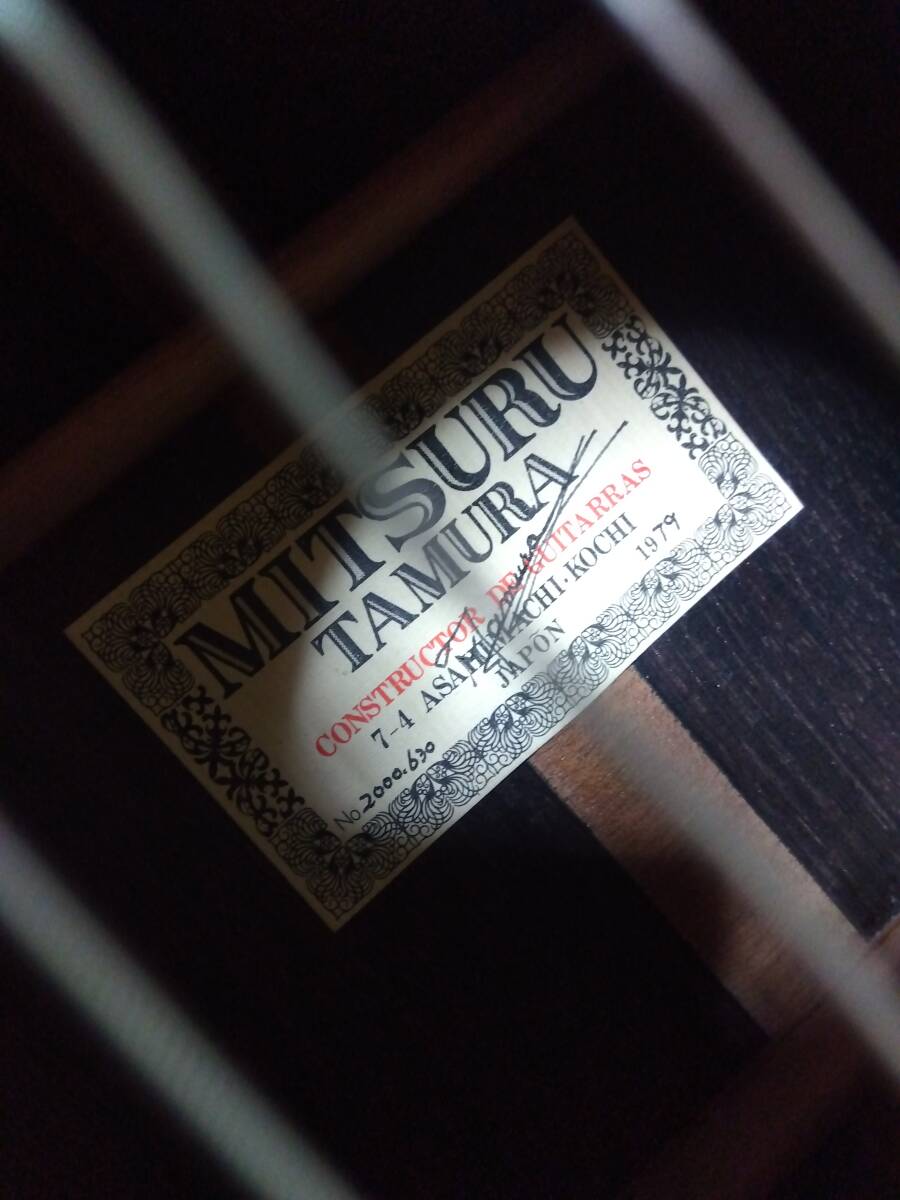 MITSURU
TAMURA
CONSTRUCTOR DE GUITARRAS
7-4 ASAHIMACHI·KOCHI
JAPON
1979
No 2000.630